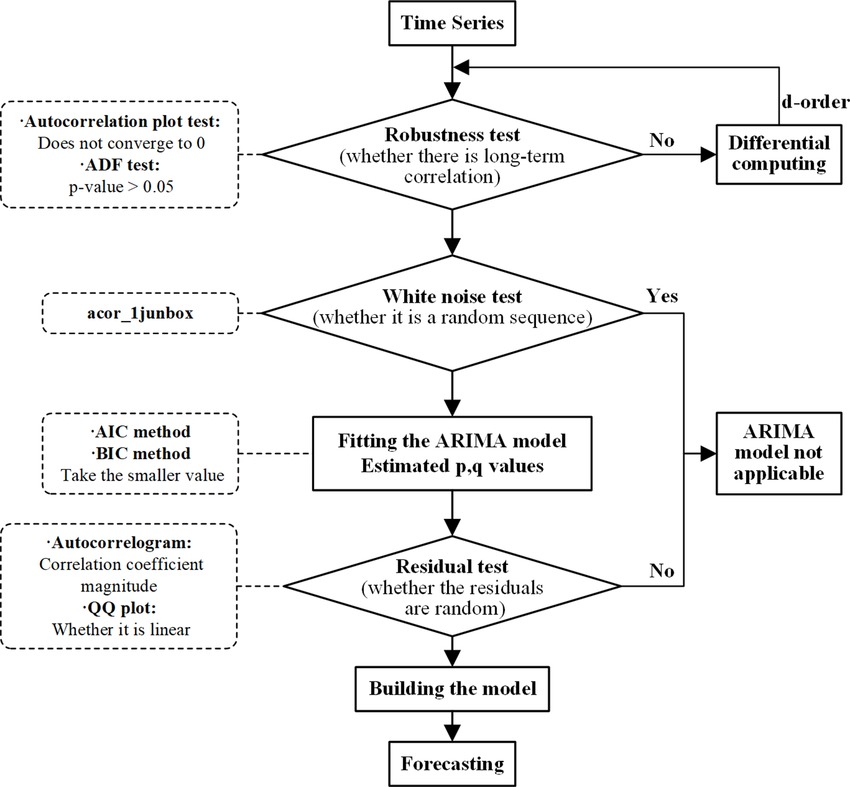 Time Series
d-order
·Autocorrelation plot test:
Does not converge to 0
·ADF test:
p-value > 0.05
Robustness test
(whether there is long-term
correlation)
No
Differential
computing
acor_1junbox
White noise test
(whether it is a random sequence)
Yes
·AIC method
·BIC method
Take the smaller value
Fitting the ARIMA model
Estimated p,q values
ARIMA
model not
applicable
·Autocorrelogram:
Correlation coefficient
magnitude
·QQ plot:
Whether it is linear
Residual test
(whether the residuals
are random)
No
Building the model
Forecasting